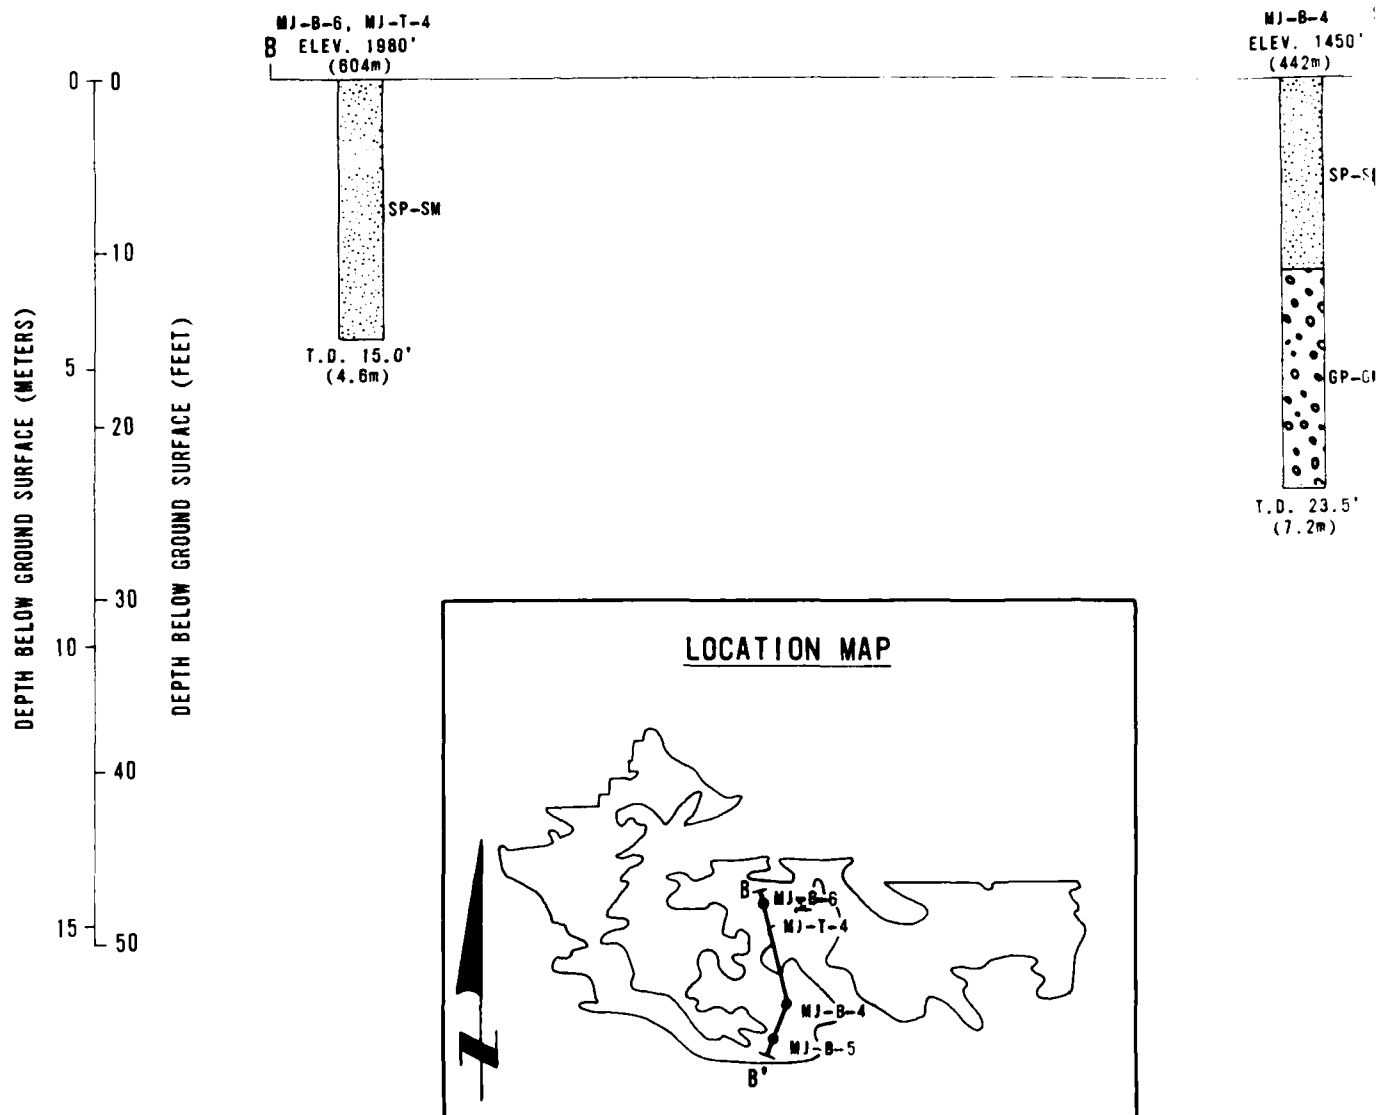 MJ-B-6, MJ-T-4
B ELEV. 1980'
(604m)
MJ-B-4
ELEV. 1450'
(442m)
0 0
10
5
20
30
10
40
15
50
DEPTH BELOW GROUND SURFACE (METERS)
DEPTH BELOW GROUND SURFACE (FEET)
SP-SM
T.D. 15.0'
(4.6m)
T.D. 23.5'
(7.2m)
LOCATION MAP
B
MJ-B-6
MJ-T-4
MJ-B-4
MJ-B-5
B'
N